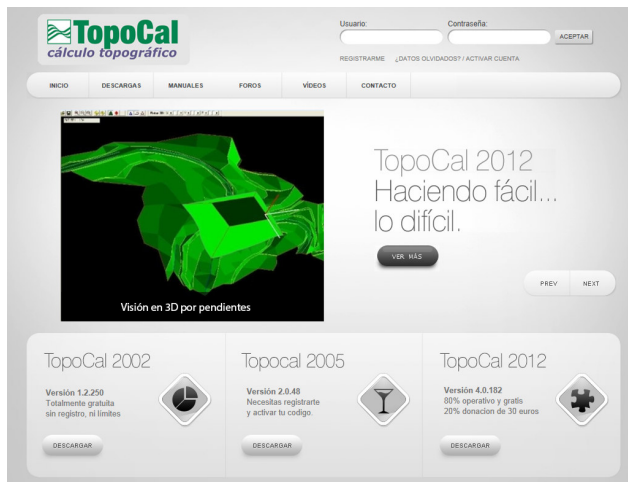 TopoCal
cálculo topográfico
Usuario:
Contraseña:
ACEPTAR
REGISTRARME ¿DATOS OLVIDADOS? / ACTIVAR CUENTA
INICIO DESCARGAS MANUALES FOROS VÍDEOS CONTACTO
TopoCal 2012
Haciendo fácil...
lo difícil.
VER MÁS
Visión en 3D por pendientes
PREV NEXT
TopoCal 2002
Versión 1.2.250
Totalmente gratuita
sin registro, ni límites
DESCARGAR
Topocal 2005
Versión 2.0.48
Necesitas registrarte
y activar tu codigo.
DESCARGAR
TopoCal 2012
Versión 4.0.182
80% operativo y gratis
20% donacion de 30 euros
DESCARGAR